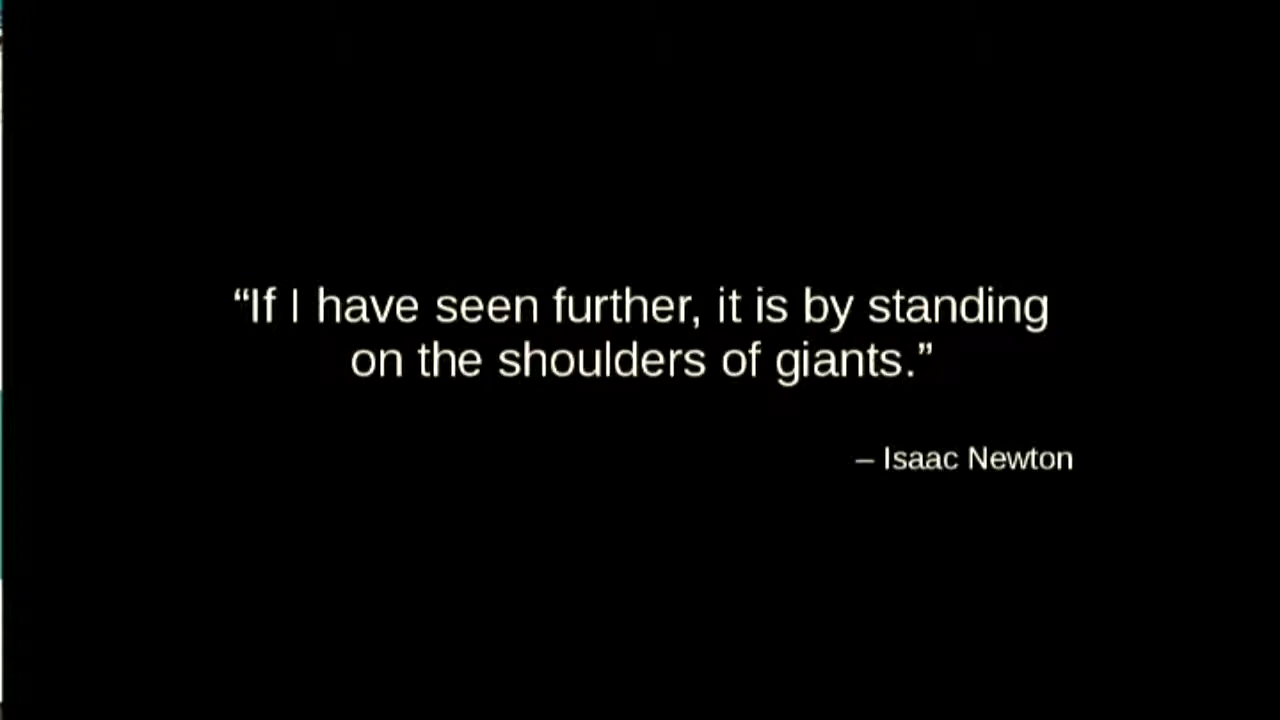 “If I have seen further, it is by standing
on the shoulders of giants.”
– Isaac Newton